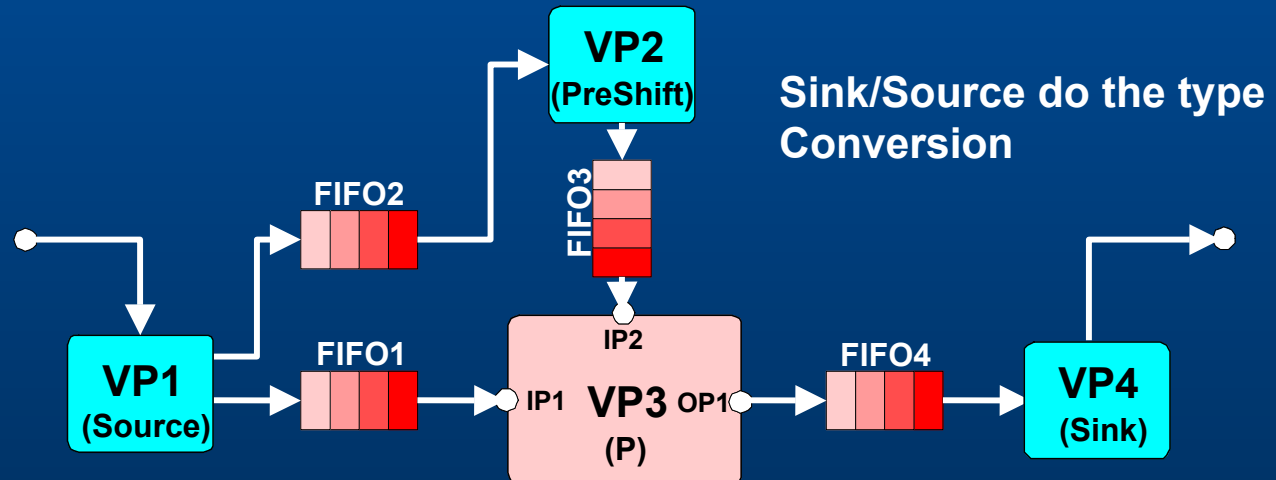 VP2
(PreShift)
Sink/Source do the type
Conversion
FIFO2
FIFO3
VP1
(Source)
FIFO1
IP2
IP1
VP3
OP1
(P)
FIFO4
VP4
(Sink)